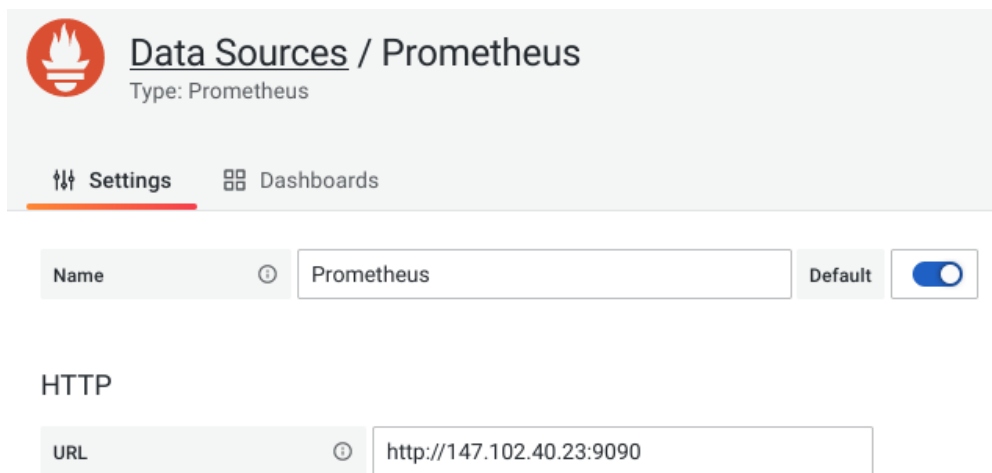 Data Sources / Prometheus
Type: Prometheus
Settings Dashboards
Name Prometheus Default
HTTP
URL http://147.102.40.23:9090